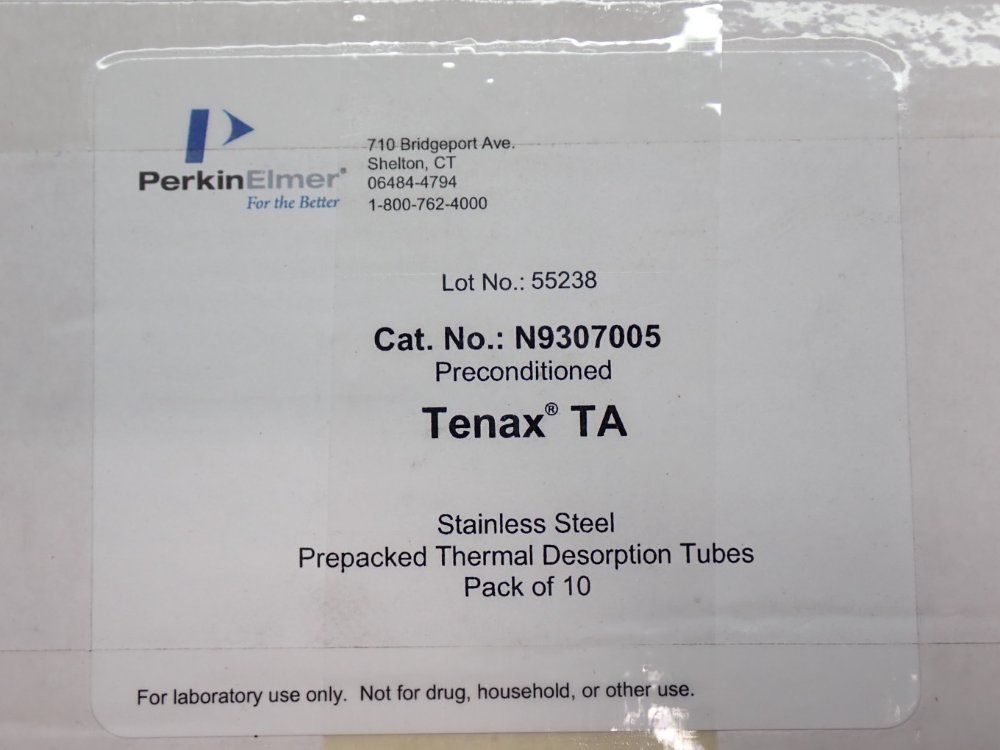 PerkinElmer®
For the Better
710 Bridgeport Ave.
Shelton, CT
06484-4794
1-800-762-4000
Lot No.: 55238
Cat. No.: N9307005
Preconditioned
Tenax® TA
Stainless Steel
Prepacked Thermal Desorption Tubes
Pack of 10
For laboratory use only. Not for drug, household, or other use.